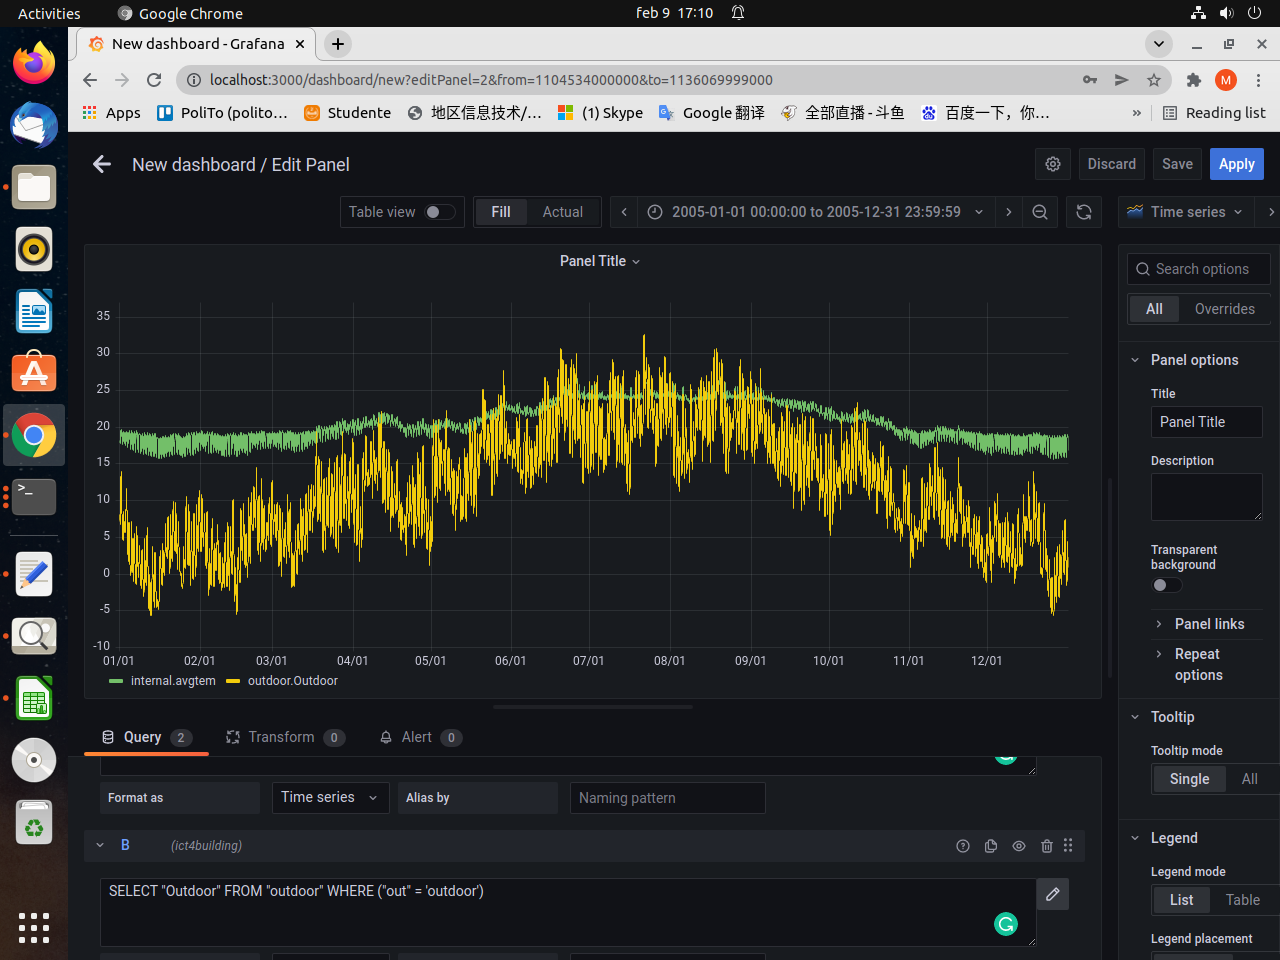 Activities
Google Chrome
feb 9 17:10
New dashboard - Grafana
localhost:3000/dashboard/new?editPanel=2&from=1104534000000&to=1136069999000
M
Apps
PoliTo (polito...
Studente
地区信息技术/...
(1) Skype
Google 翻译
全部直播 - 斗鱼
百度一下，你...
»
Reading list
New dashboard / Edit Panel
Discard
Save
Apply
Table view
Fill
Actual
2005-01-01 00:00:00 to 2005-12-31 23:59:59
Time series
Panel Title
35
30
25
20
15
10
5
0
-5
-10
01/01
02/01
03/01
04/01
05/01
06/01
07/01
08/01
09/01
10/01
11/01
12/01
internal.avgtem
outdoor.Outdoor
Query 2
Transform 0
Alert 0
Format as
Time series
Alias by
Naming pattern
B
(ict4building)
SELECT "Outdoor" FROM "outdoor" WHERE ("out" = 'outdoor')
Search options
All
Overrides
Panel options
Title
Panel Title
Description
Transparent
background
Panel links
Repeat
options
Tooltip
Tooltip mode
Single
All
Legend
Legend mode
List
Table
Legend placement
>_